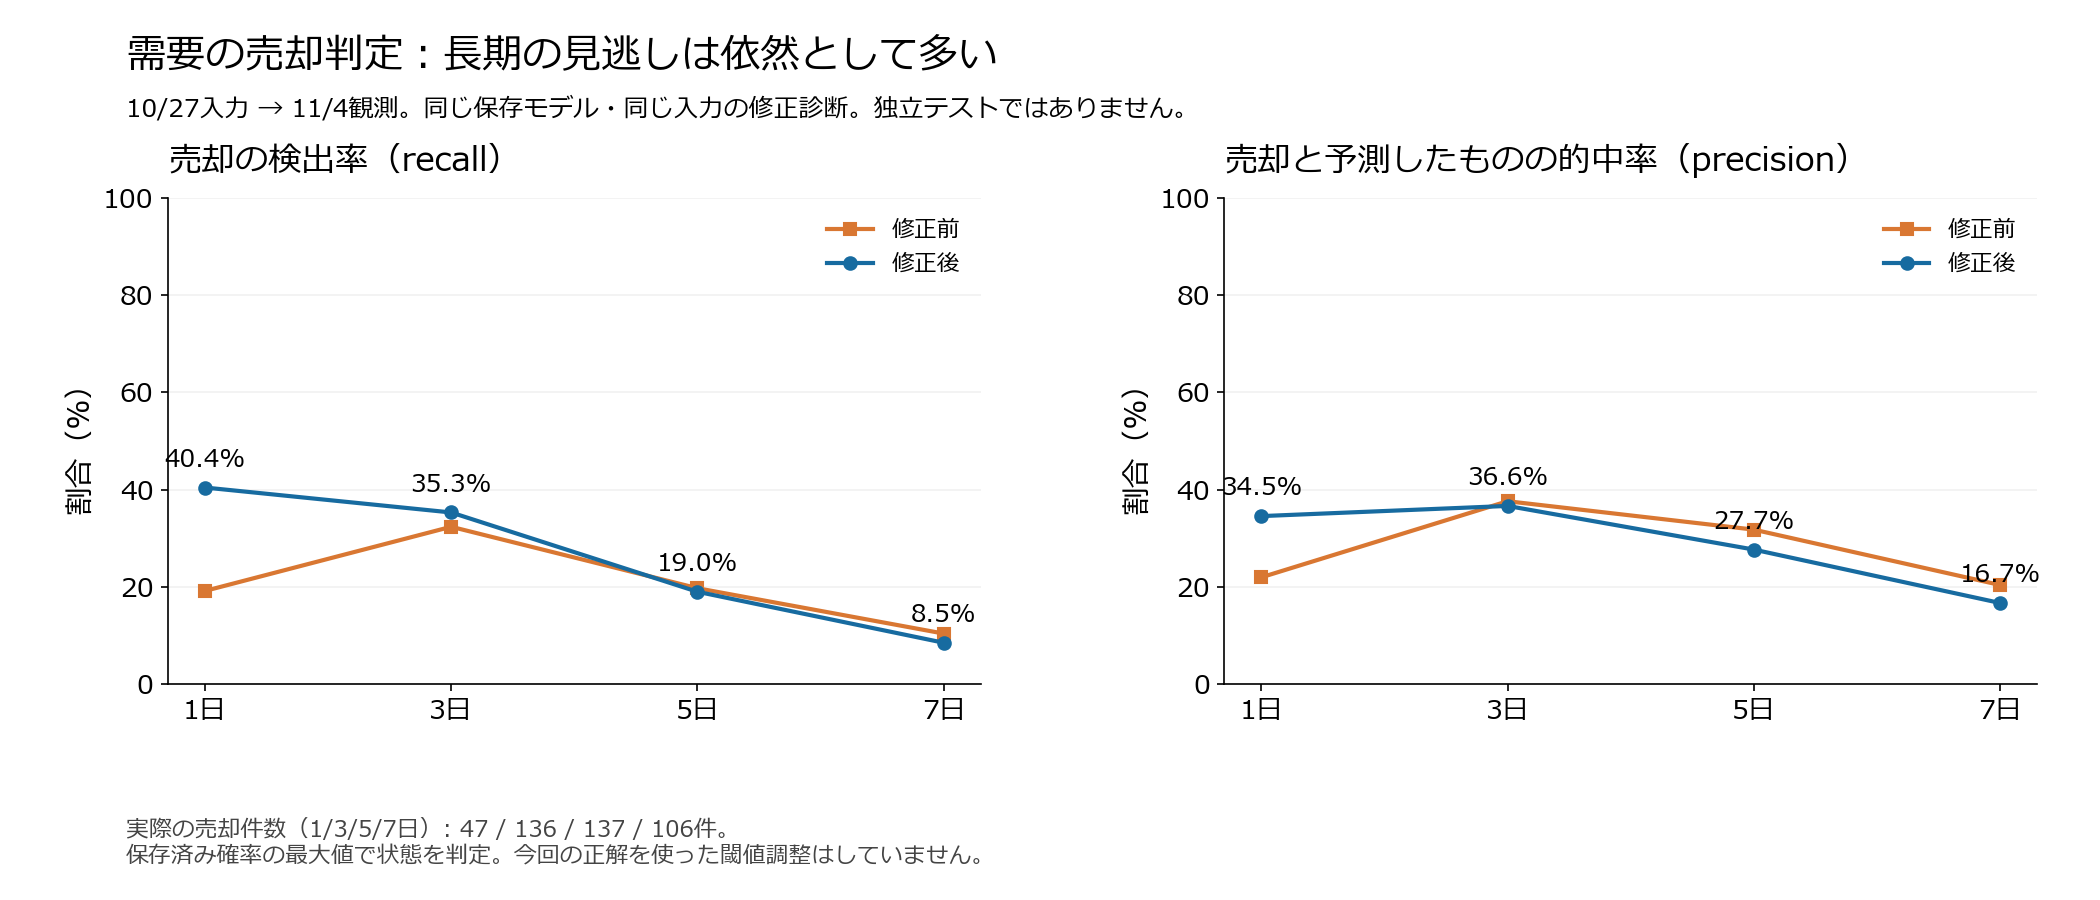 需要の売却判定：長期の見逃しは依然として多い
10/27入力 → 11/4観測。同じ保存モデル・同じ入力の修正診断。独立テストではありません。
売却の検出率（recall）
割合（%）
100
80
60
40
20
0
修正前
修正後
40.4%
35.3%
19.0%
8.5%
1日
3日
5日
7日
売却と予測したものの的中率（precision）
割合（%）
100
80
60
40
20
0
修正前
修正後
34.5%
36.6%
27.7%
16.7%
1日
3日
5日
7日
実際の売却件数（1/3/5/7日）: 47 / 136 / 137 / 106件。
保存済み確率の最大値で状態を判定。今回の正解を使った閾値調整はしていません。